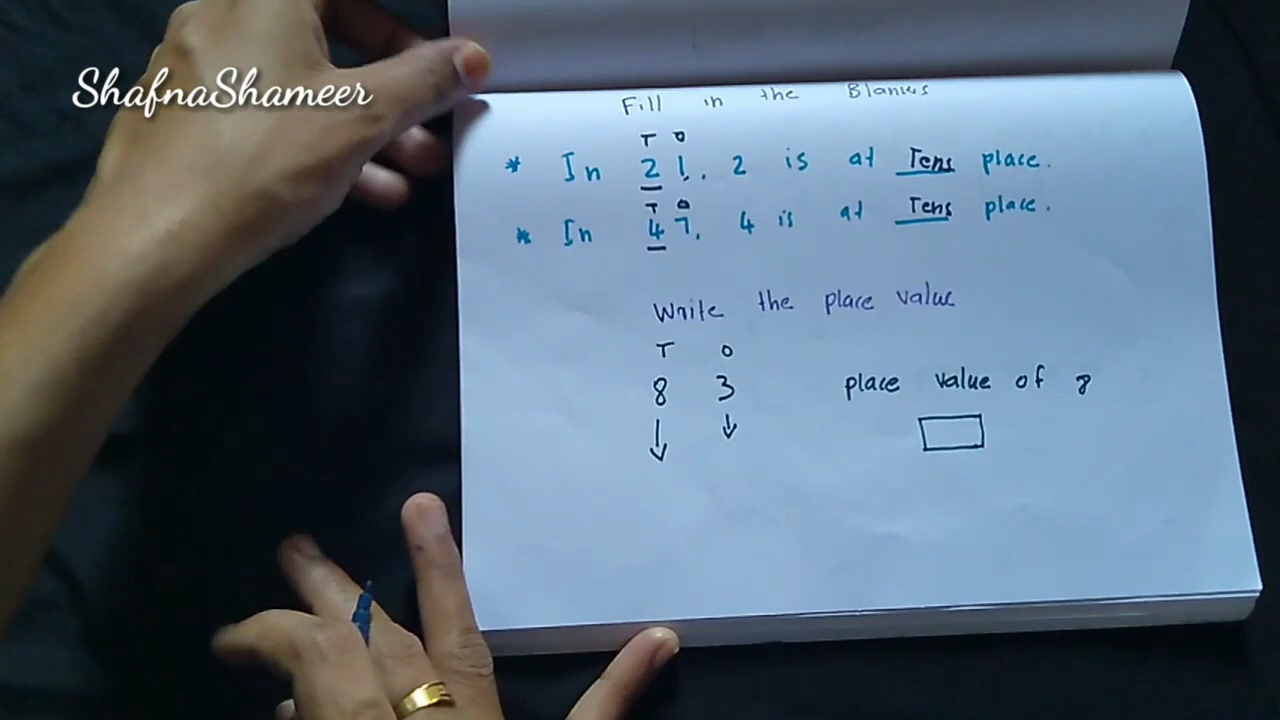 ShafnaShameer
Fill in the Blanks
T O
* In 21, 2 is at Tens place.
T O
* In 47, 4 is at Tens place.
Write the place value
T O
8 3 place value of 8